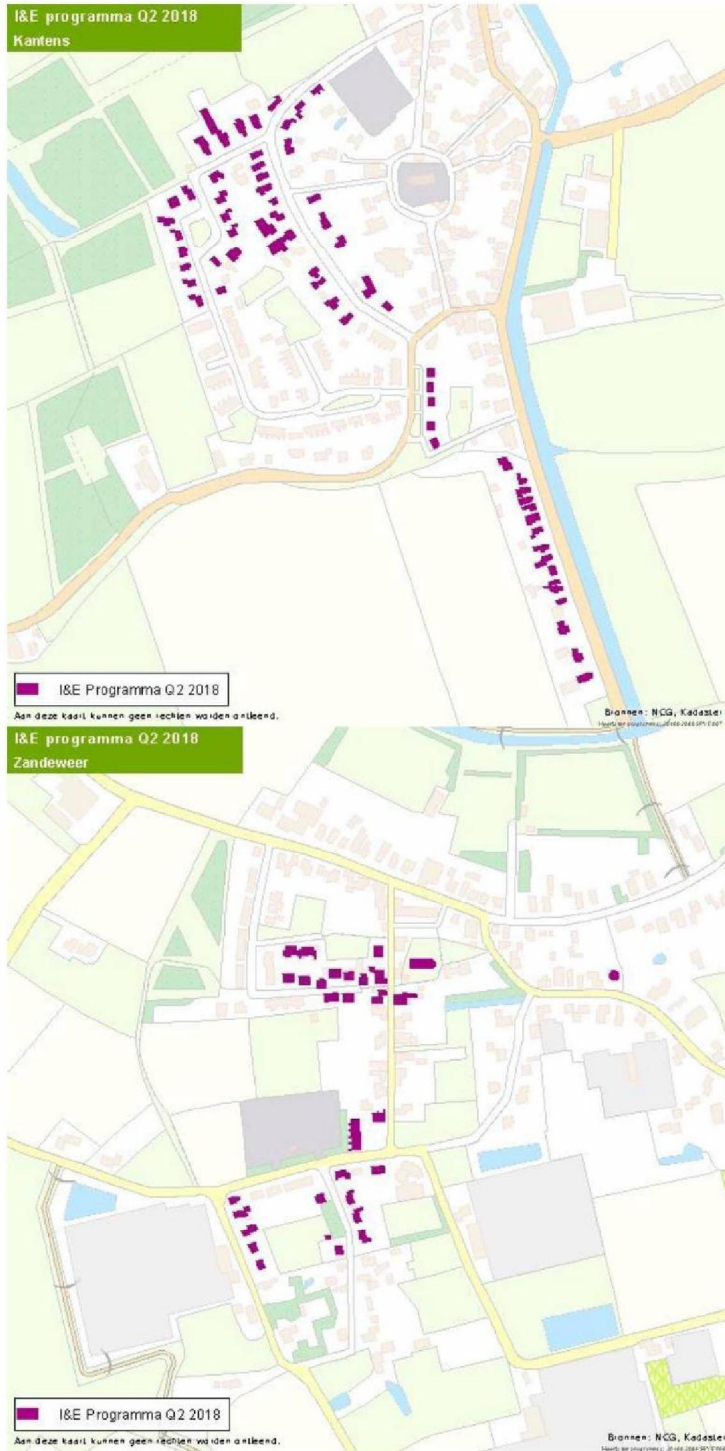 I&E programma Q2 2018
Kantens
I&E Programma Q2 2018
Aan deze kaart kunnen geen rechten worden ontleend.
Bronnen: NCG, Kadaster
I&E programma Q2 2018
Zandeweer
I&E Programma Q2 2018
Aan deze kaart kunnen geen rechten worden ontleend.
Bronnen: NCG, Kadaster